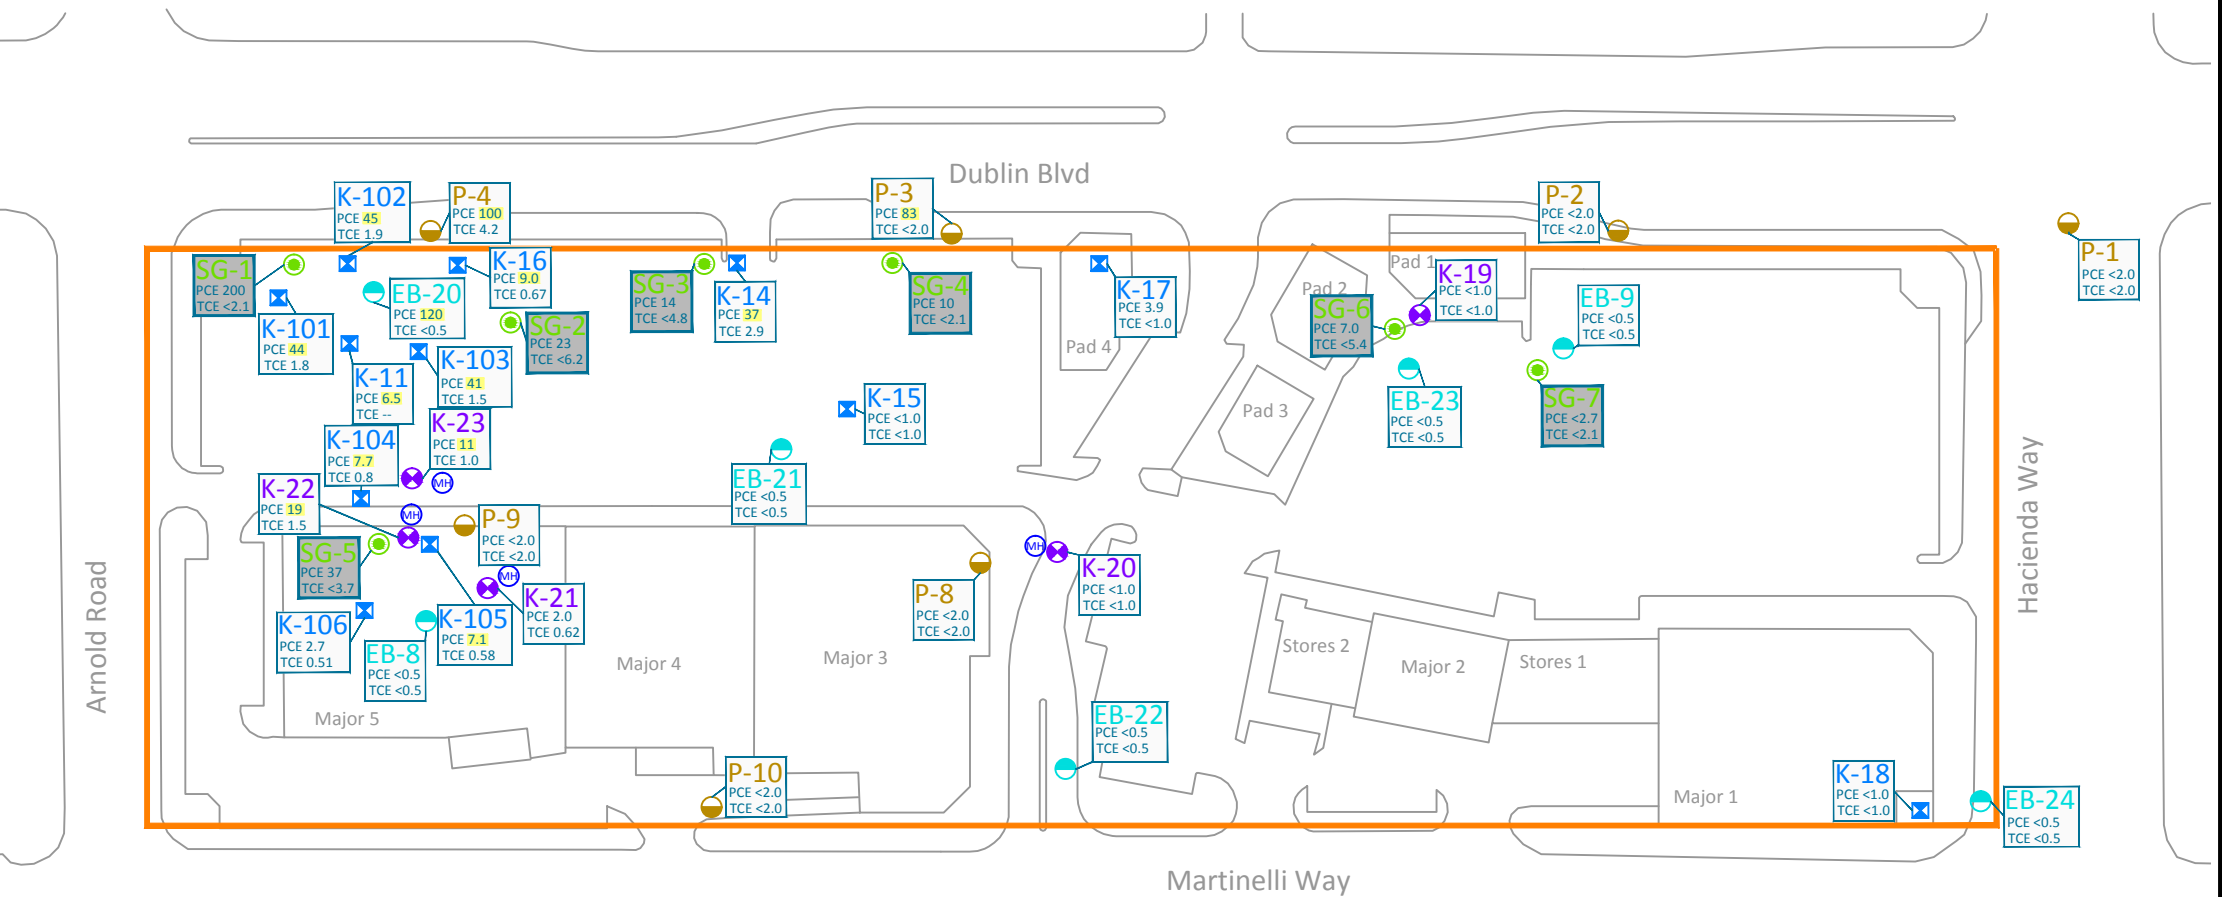 Dublin Blvd
K-102
PCE 45
TCE 1.9
P-4
PCE 100
TCE 4.2
P-3
PCE 83
TCE <2.0
P-2
PCE <2.0
TCE <2.0
P-1
PCE <2.0
TCE <2.0
SG-1
PCE 200
TCE <2.1
K-16
PCE 9.0
TCE 0.67
EB-20
PCE 120
TCE <0.5
SG-3
PCE 14
TCE <4.8
K-14
PCE 37
TCE 2.9
SG-4
PCE 10
TCE <2.1
K-17
PCE 3.9
TCE <1.0
Pad 1
Pad 2
K-19
PCE <1.0
TCE <1.0
SG-6
PCE 7.0
TCE <5.4
EB-9
PCE <0.5
TCE <0.5
K-101
PCE 44
TCE 1.8
SG-2
PCE 23
TCE <6.2
K-11
PCE 6.5
TCE --
K-103
PCE 41
TCE 1.5
Pad 4
Pad 3
K-15
PCE <1.0
TCE <1.0
EB-23
PCE <0.5
TCE <0.5
SG-7
PCE <2.7
TCE <2.1
K-104
PCE 7.7
TCE 0.8
K-23
PCE 11
TCE 1.0
MH
EB-21
PCE <0.5
TCE <0.5
K-22
PCE 19
TCE 1.5
MH
P-9
PCE <2.0
TCE <2.0
SG-5
PCE 37
TCE <3.7
MH
K-21
PCE 2.0
TCE 0.62
MH
K-20
PCE <1.0
TCE <1.0
P-8
PCE <2.0
TCE <2.0
K-106
PCE 2.7
TCE 0.51
K-105
PCE 7.1
TCE 0.58
EB-8
PCE <0.5
TCE <0.5
Major 5
Major 4
Major 3
Stores 2
Major 2
Stores 1
Major 1
EB-22
PCE <0.5
TCE <0.5
P-10
PCE <2.0
TCE <2.0
K-18
PCE <1.0
TCE <1.0
EB-24
PCE <0.5
TCE <0.5
Arnold Road
Hacienda Way
Martinelli Way